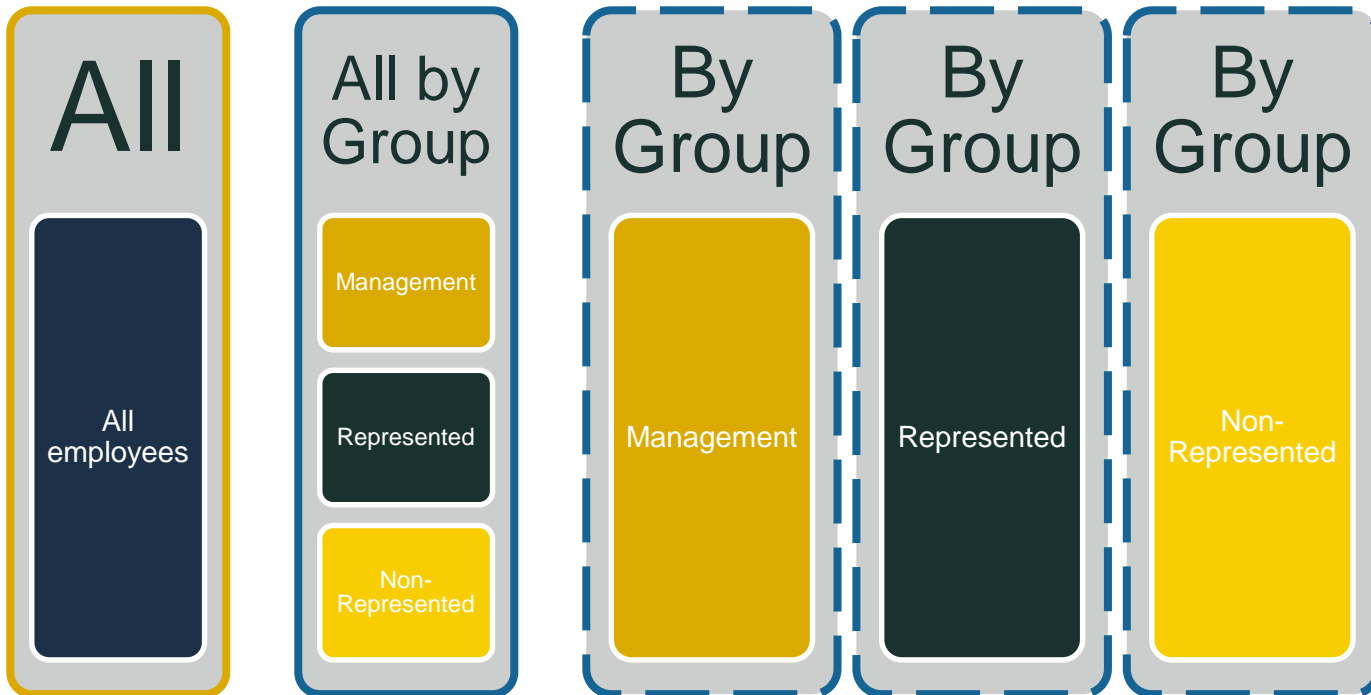 All
All
employees
All by
Group
Management
Represented
Non-
Represented
By
Group
Management
By
Group
Represented
By
Group
Non-
Represented